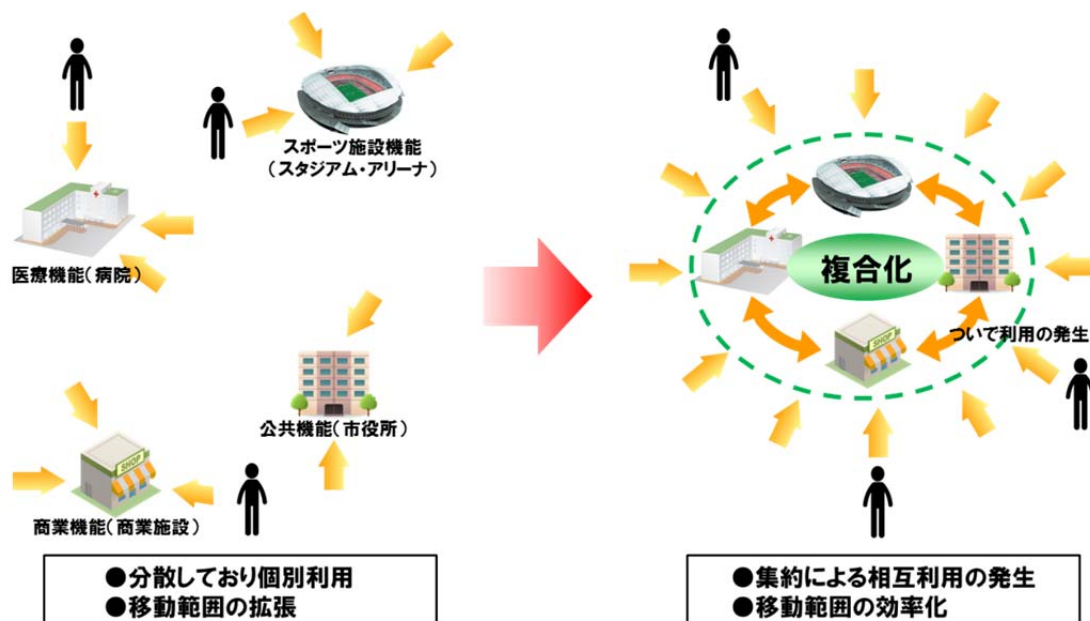 スポーツ施設機能
（スタジアム・アリーナ）
医療機能（病院）
公共機能（市役所）
SHOP
商業機能（商業施設）
●分散しており個別利用
●移動範囲の拡張
複合化
SHOP
ついで利用の発生
●集約による相互利用の発生
●移動範囲の効率化